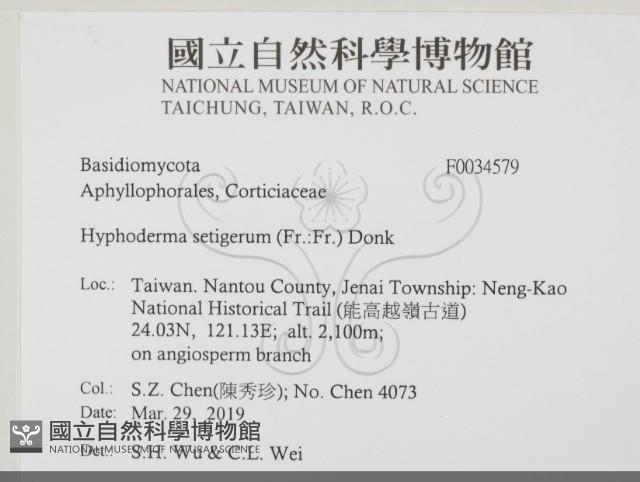 國立自然科學博物館
NATIONAL MUSEUM OF NATURAL SCIENCE
TAICHUNG, TAIWAN, R.O.C.
Basidiomycota F0034579
Aphyllophorales, Corticiaceae
Hyphoderma setigerum (Fr.:Fr.) Donk
Loc.: Taiwan. Nantou County, Jenai Township: Neng-Kao
National Historical Trail (能高越嶺古道)
24.03N, 121.13E; alt. 2,100m;
on angiosperm branch
Col.: S.Z. Chen(陳秀珍); No. Chen 4073
Date: Mar. 29, 2019
Det.: S.H. Wu & C.L. Wei
國立自然科學博物館
NATIONAL MUSEUM OF NATURAL SCIENCE